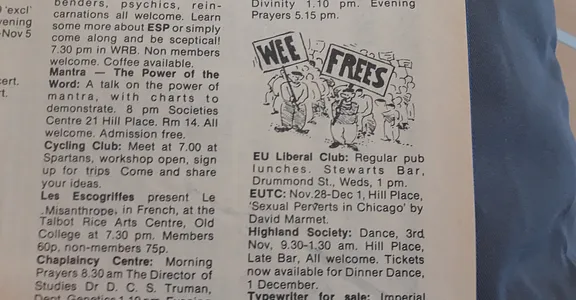 'excl'
vening
-Nov 5
cert.
rt.
benders, psychics, rein-
carnations all welcome. Learn
some more about ESP or simply
come along and be sceptical!
7.30 pm in WRB. Non members
welcome. Coffee available.
Mantra — The Power of the
Word: A talk on the power of
mantra, with charts to
demonstrate. 8 pm Societies
Centre 21 Hill Place. Rm 14. All
welcome. Admission free.
Cycling Club: Meet at 7.00 at
Spartans, workshop open, sign
up for trips Come and share
your ideas.
Les Escogriffes present Le
Misanthrope, in French, at the
Talbot Rice Arts Centre, Old
College at 7.30 pm. Members
60p, non-members 75p.
Chaplaincy Centre: Morning
Prayers 8.30 am The Director of
Studies Dr D. C. S. Truman,
Dept Genetics 1.10 pm Evening
Divinity 1.10 pm. Evening
Prayers 5.15 pm.
WEE
FREES
EU Liberal Club: Regular pub
lunches. Stewarts Bar,
Drummond St., Weds, 1 pm.
EUTC: Nov.28-Dec 1, Hill Place,
'Sexual Perverts in Chicago' by
David Marmet.
Highland Society: Dance, 3rd
Nov, 9.30-1.30 am. Hill Place,
Late Bar, All welcome. Tickets
now available for Dinner Dance,
1 December.
Typewriter for sale: Imperial